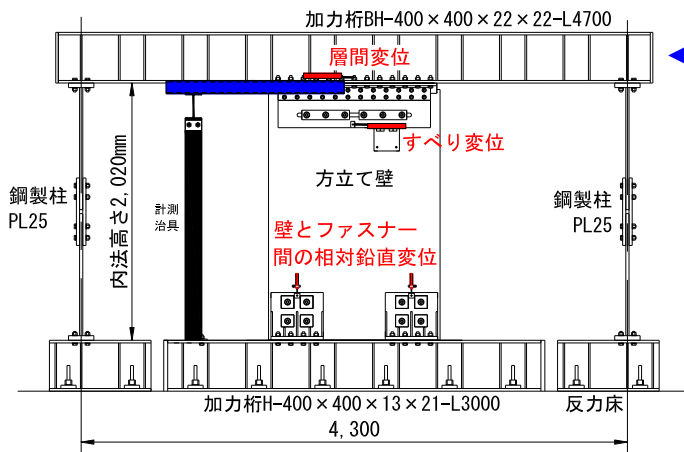 加力桁BH-400×400×22×22-L4700
層間変位
すべり変位
内法高さ2,020mm
鋼製柱
PL25
計測
治具
方立て壁
鋼製柱
PL25
壁とファスナー
間の相対鉛直変位
加力桁H-400×400×13×21-L3000
反力床
4,300